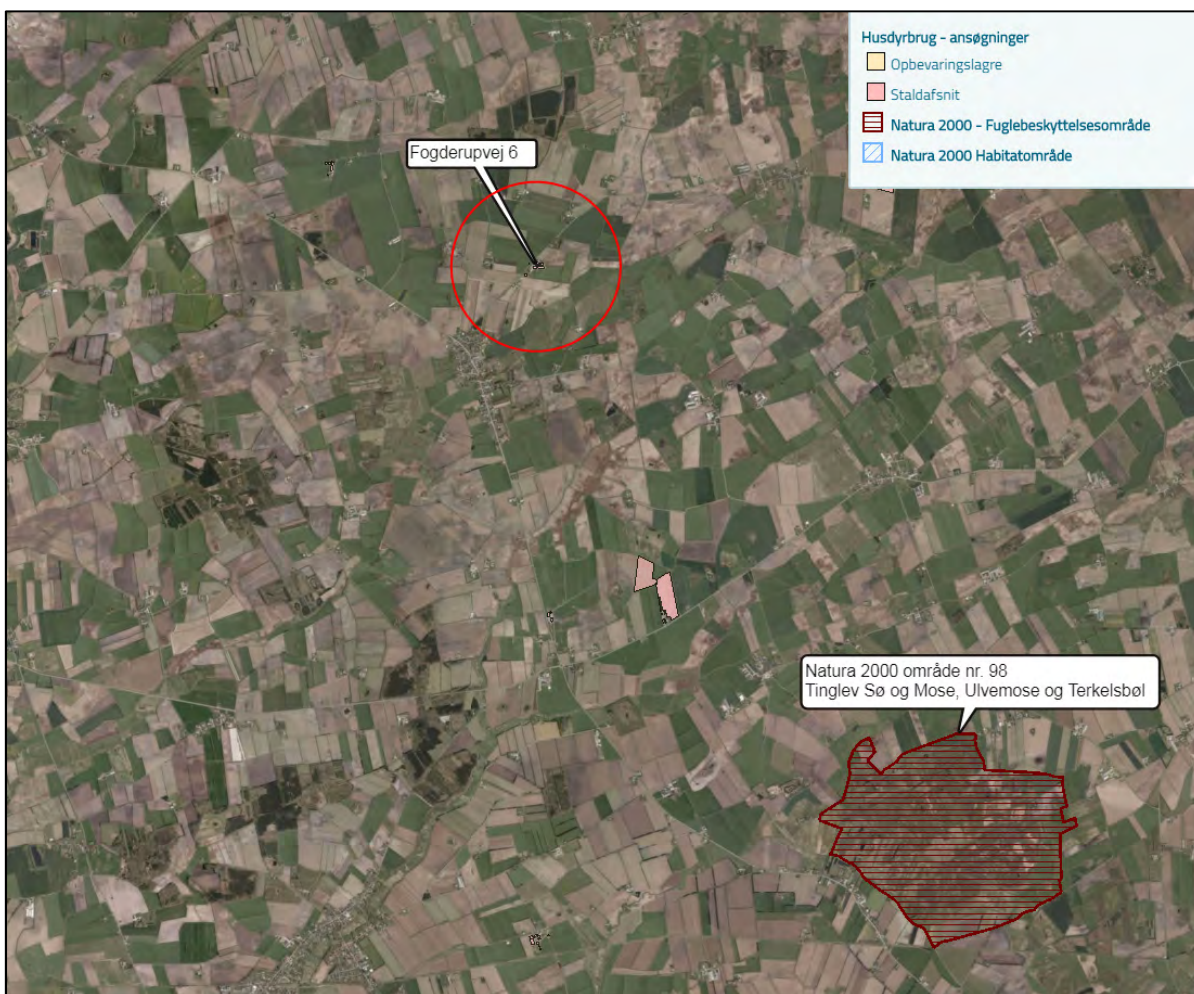 Husdyrbrug - ansøgninger
Opbevaringslagre
Staldafsnit
Natura 2000 - Fuglebeskyttelsesområde
Natura 2000 Habitatområde
Fogderupvej 6
Natura 2000 område nr. 98
Tinglev Sø og Mose, Ulvemose og Terkelsbøl